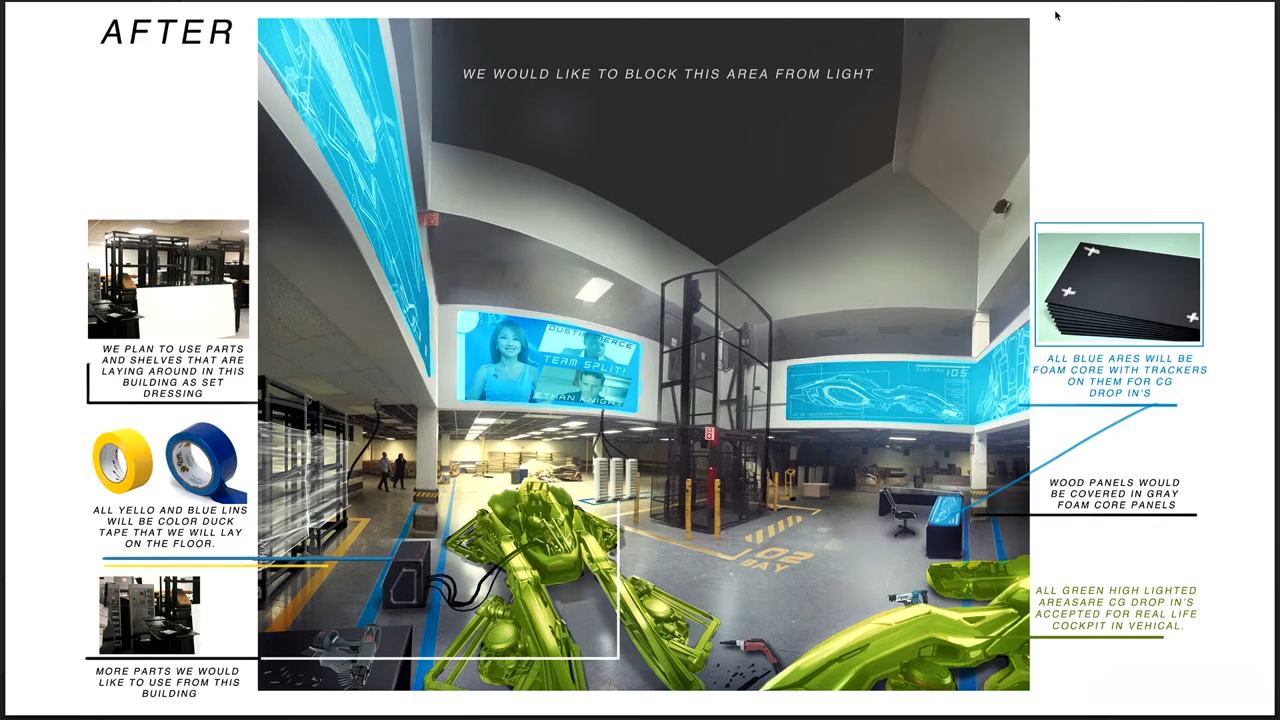 AFTER
WE WOULD LIKE TO BLOCK THIS AREA FROM LIGHT
WE PLAN TO USE PARTS
AND SHELVES THAT ARE
LAYING AROUND IN THIS
BUILDING AS SET
DRESSING
ALL YELLO AND BLUE LINS
WILL BE COLOR DUCK
TAPE THAT WE WILL LAY
ON THE FLOOR.
MORE PARTS WE WOULD
LIKE TO USE FROM THIS
BUILDING
TEAM SPLIT!
ETHAN KNIGHT
105
02
BAY
ALL BLUE ARES WILL BE
FOAM CORE WITH TRACKERS
ON THEM FOR CG
DROP IN'S
WOOD PANELS WOULD
BE COVERED IN GRAY
FOAM CORE PANELS
ALL GREEN HIGH LIGHTED
AREASARE CG DROP IN'S
ACCEPTED FOR REAL LIFE
COCKPIT IN VEHICAL.